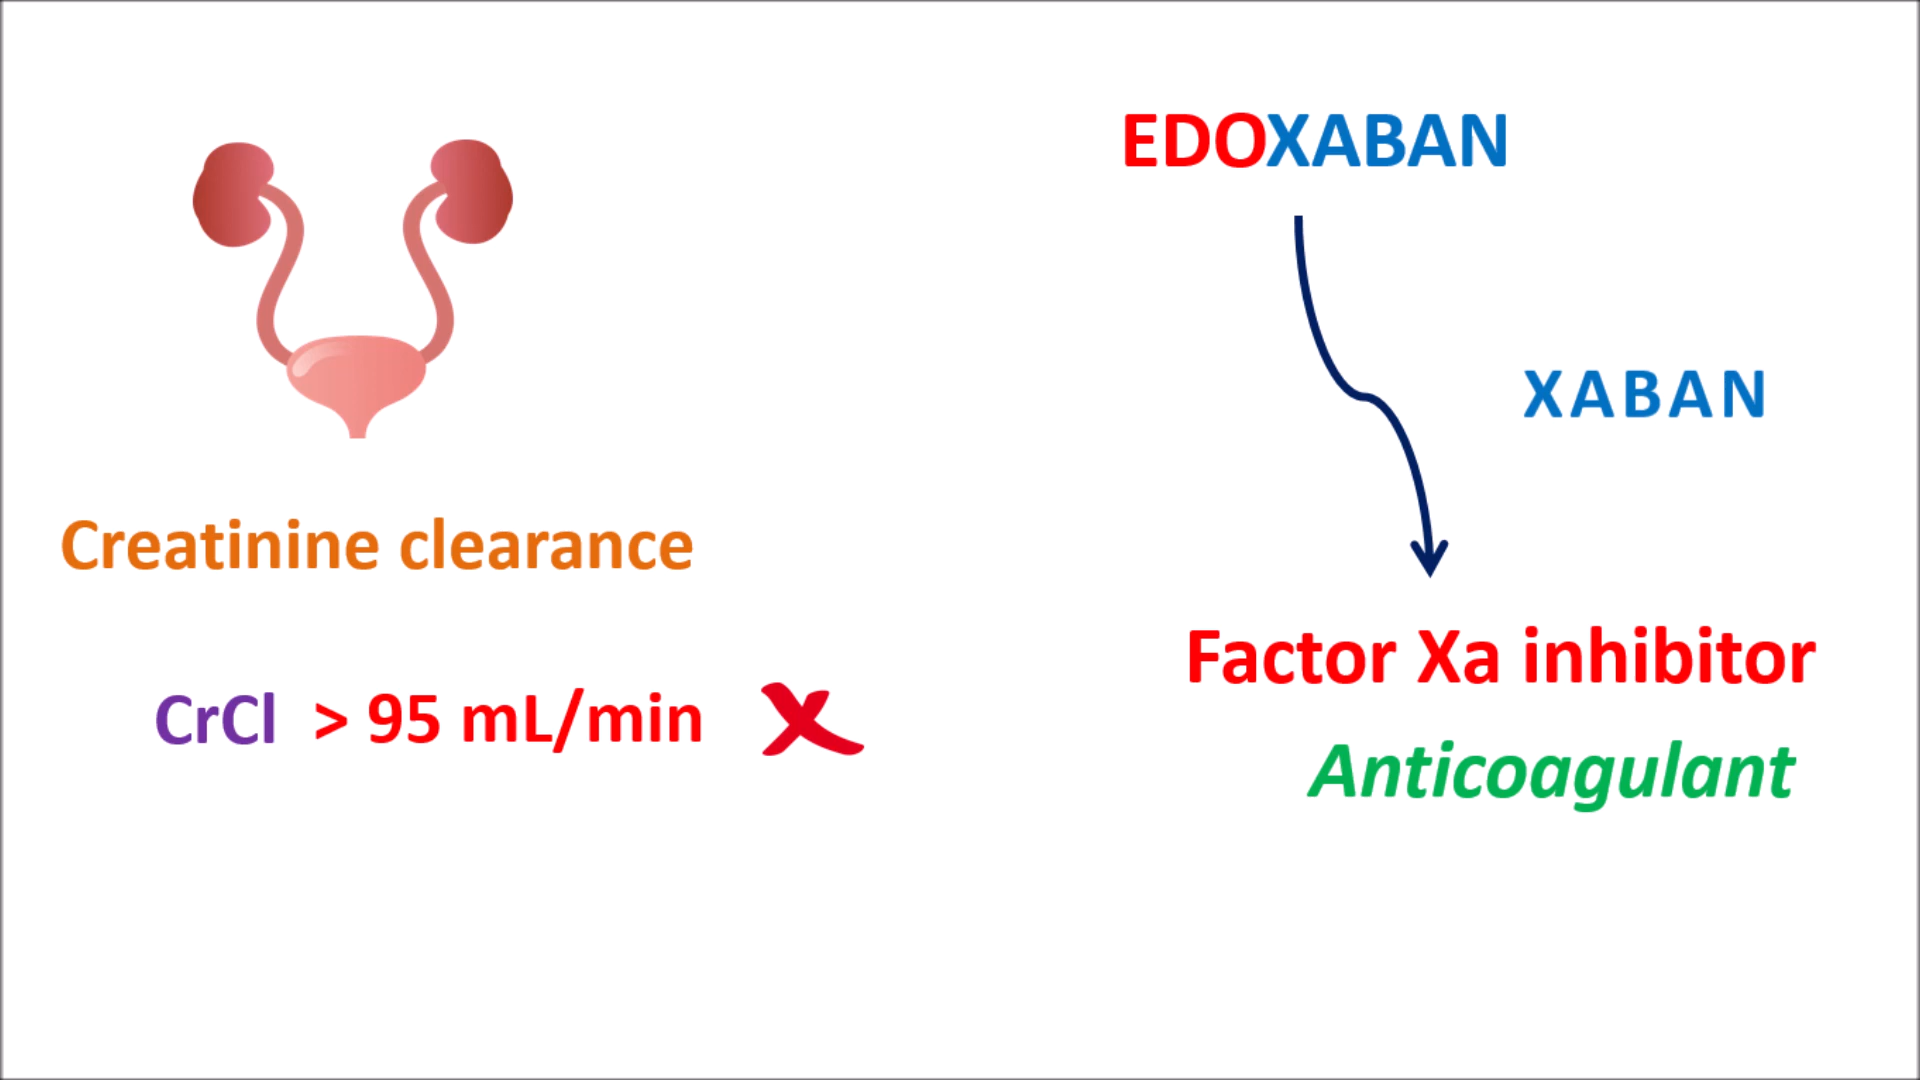 EDOXABAN
XABAN
Creatinine clearance
CrCl > 95 mL/min
Factor Xa inhibitor
Anticoagulant